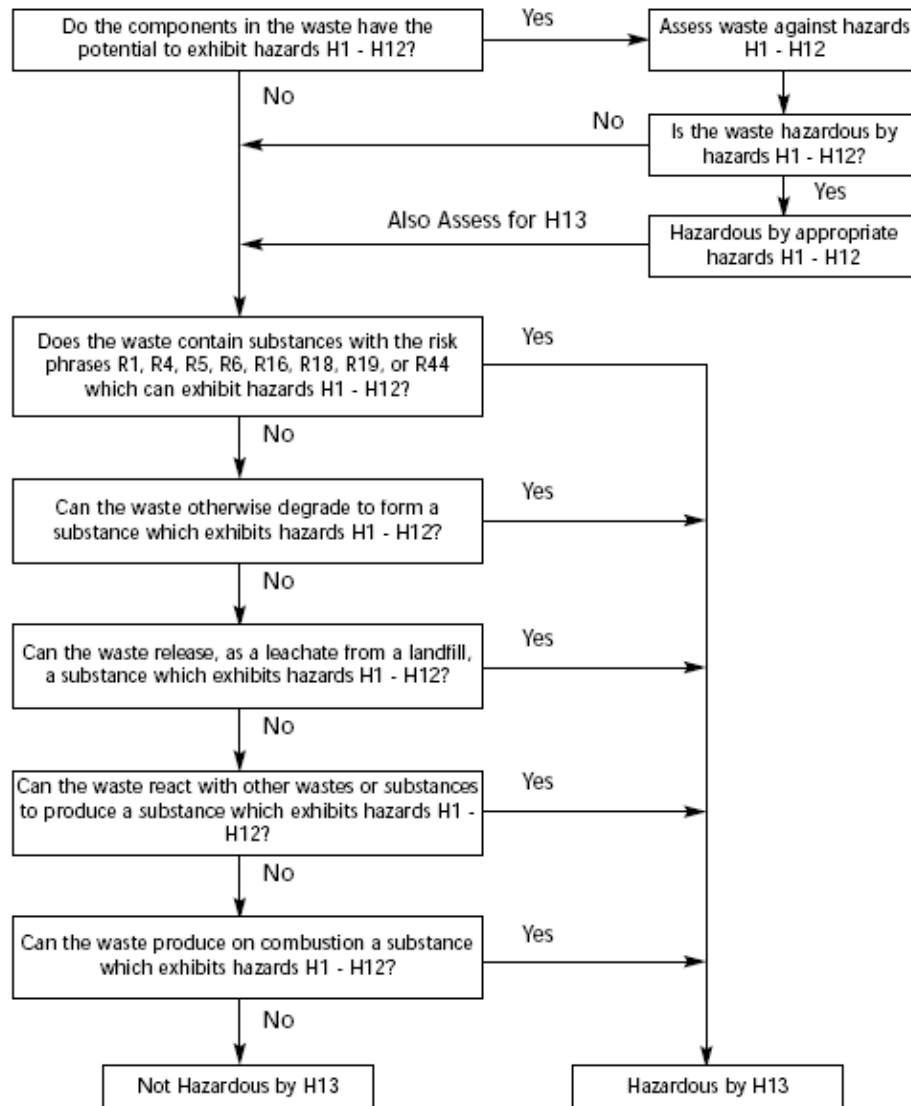 Do the components in the waste have the
potential to exhibit hazards H1 - H12?
Yes
Assess waste against hazards
H1 - H12
No
No
Is the waste hazardous by
hazards H1 - H12?
Yes
Also Assess for H13
Hazardous by appropriate
hazards H1 - H12
Does the waste contain substances with the risk
phrases R1, R4, R5, R6, R16, R18, R19, or R44
which can exhibit hazards H1 - H12?
Yes
No
Can the waste otherwise degrade to form a
substance which exhibits hazards H1 - H12?
Yes
No
Can the waste release, as a leachate from a landfill,
a substance which exhibits hazards H1 - H12?
Yes
No
Can the waste react with other wastes or substances
to produce a substance which exhibits hazards H1 -
H12?
Yes
No
Can the waste produce on combustion a substance
which exhibits hazards H1 - H12?
Yes
No
Not Hazardous by H13
Hazardous by H13